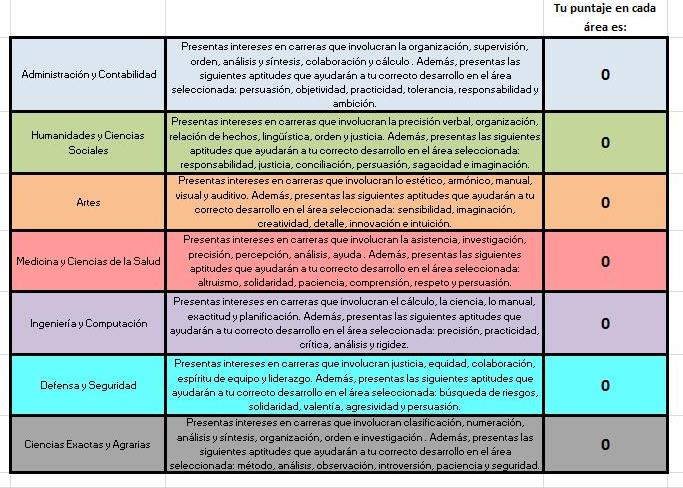 Tu puntaje en cada
área es:
Administración y Contabilidad
Presentas intereses en carreras que involucran la organización, supervisión,
orden, análisis y síntesis, colaboración y cálculo . Además, presentas las
siguientes aptitudes que ayudarán a tu correcto desarrollo en el área
seleccionada: persuasión, objetividad, practicidad, tolerancia, responsabilidad y
ambición.
0
Humanidades y Ciencias
Sociales
Presentas intereses en carreras que involucran la precisión verbal, organización,
relación de hechos, lingüística, orden y justicia. Además, presentas las siguientes
aptitudes que ayudarán a tu correcto desarrollo en el área seleccionada:
responsabilidad, justicia, conciliación, persuasión, sagacidad e imaginación.
0
Artes
Presentas intereses en carreras que involucran lo estético, armónico, manual,
visual y auditivo. Además, presentas las siguientes aptitudes que ayudarán a tu
correcto desarrollo en el área seleccionada: sensibilidad, imaginación,
creatividad, detalle, innovación e intuición.
0
Medicina y Ciencias de la Salud
Presentas intereses en carreras que involucran la asistencia, investigación,
precisión, percepción, análisis, ayuda . Además, presentas las siguientes
aptitudes que ayudarán a tu correcto desarrollo en el área seleccionada:
altruismo, solidaridad, paciencia, comprensión, respeto y persuasión.
0
Ingeniería y Computación
Presentas intereses en carreras que involucran el cálculo, la ciencia, lo manual,
exactitud y planificación. Además, presentas las siguientes aptitudes que
ayudarán a tu correcto desarrollo en el área seleccionada: precisión, practicidad,
crítica, análisis y rigidez.
0
Defensa y Seguridad
Presentas intereses en carreras que involucran justicia, equidad, colaboración,
espíritu de equipo y liderazgo. Además, presentas las siguientes aptitudes que
ayudarán a tu correcto desarrollo en el área seleccionada: búsqueda de riesgos,
solidaridad, valentía, agresividad y persuasión.
0
Ciencias Exactas y Agrarias
Presentas intereses en carreras que involucran clasificación, numeración,
análisis y síntesis, organización, orden e investigación . Además, presentas las
siguientes aptitudes que ayudarán a tu correcto desarrollo en el área
seleccionada: método, análisis, observación, introversión, paciencia y seguridad.
0